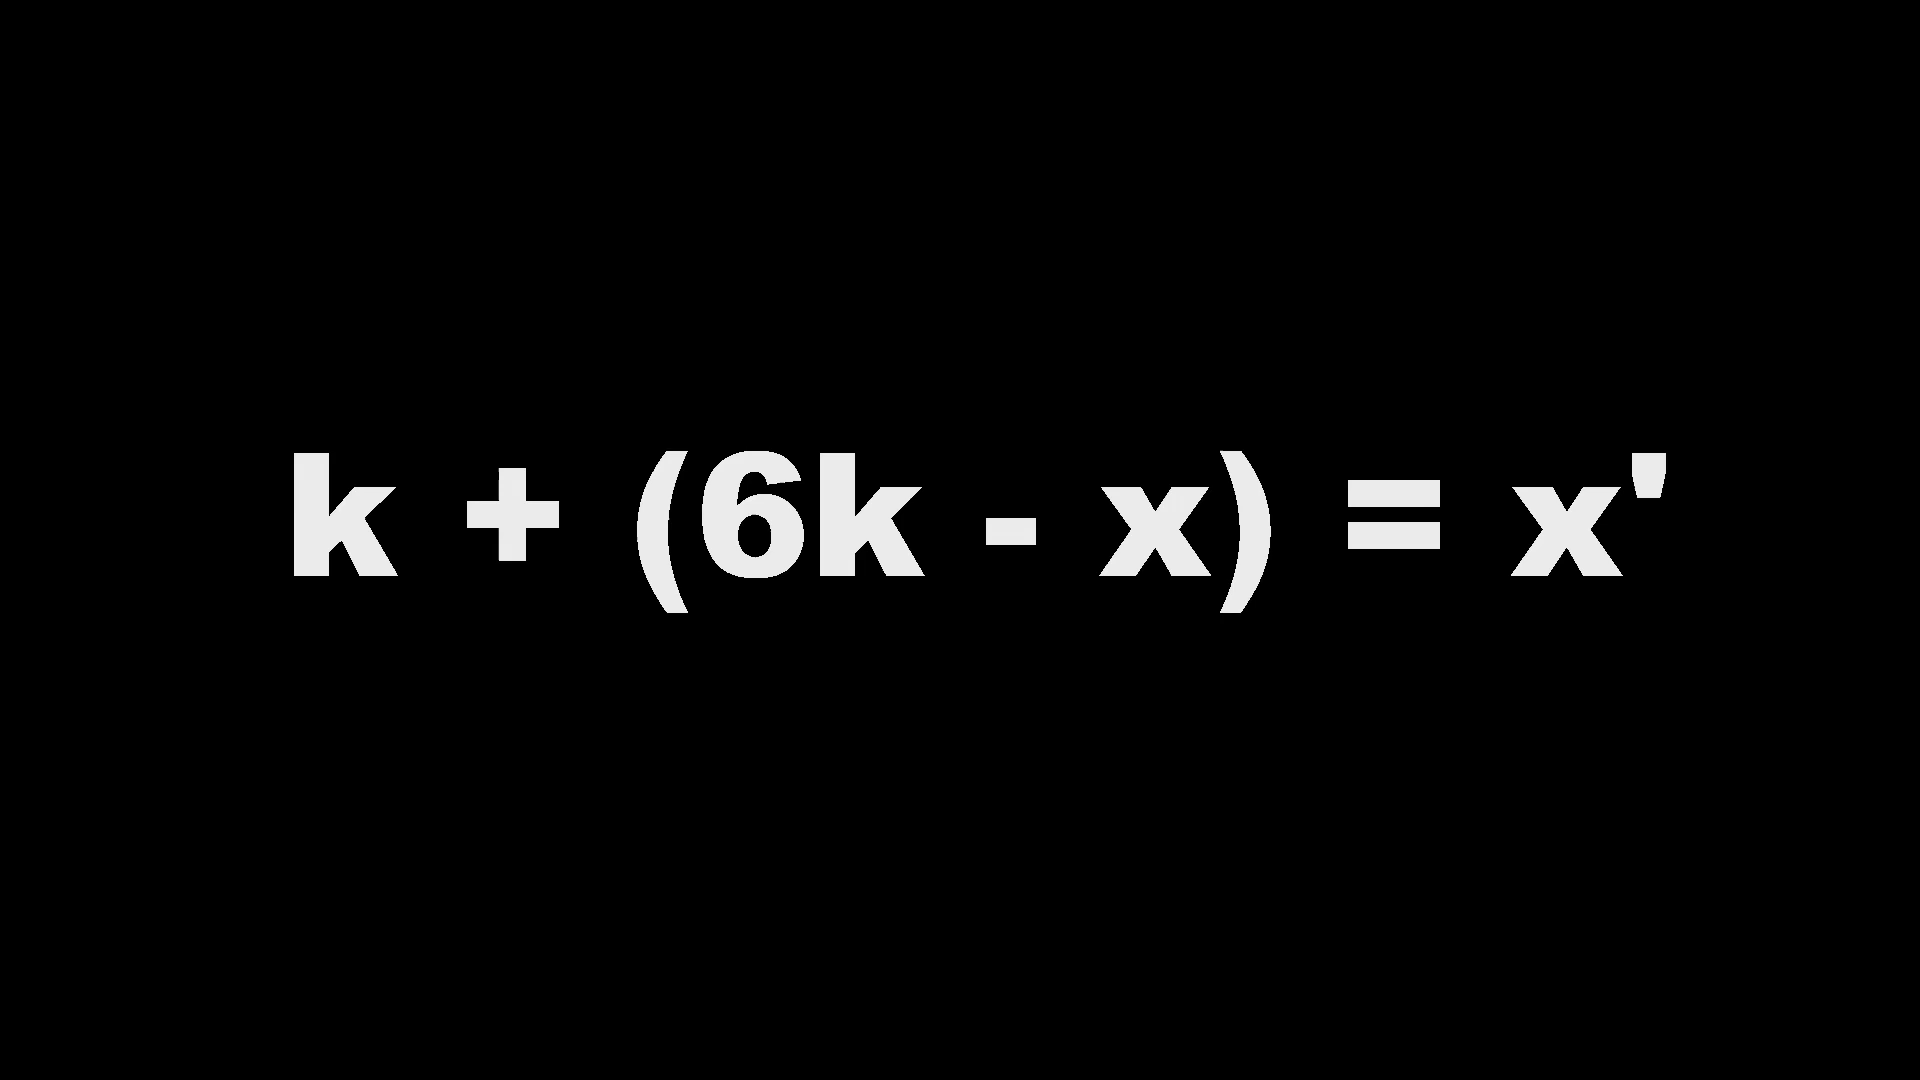 k + (6k - x) = x'